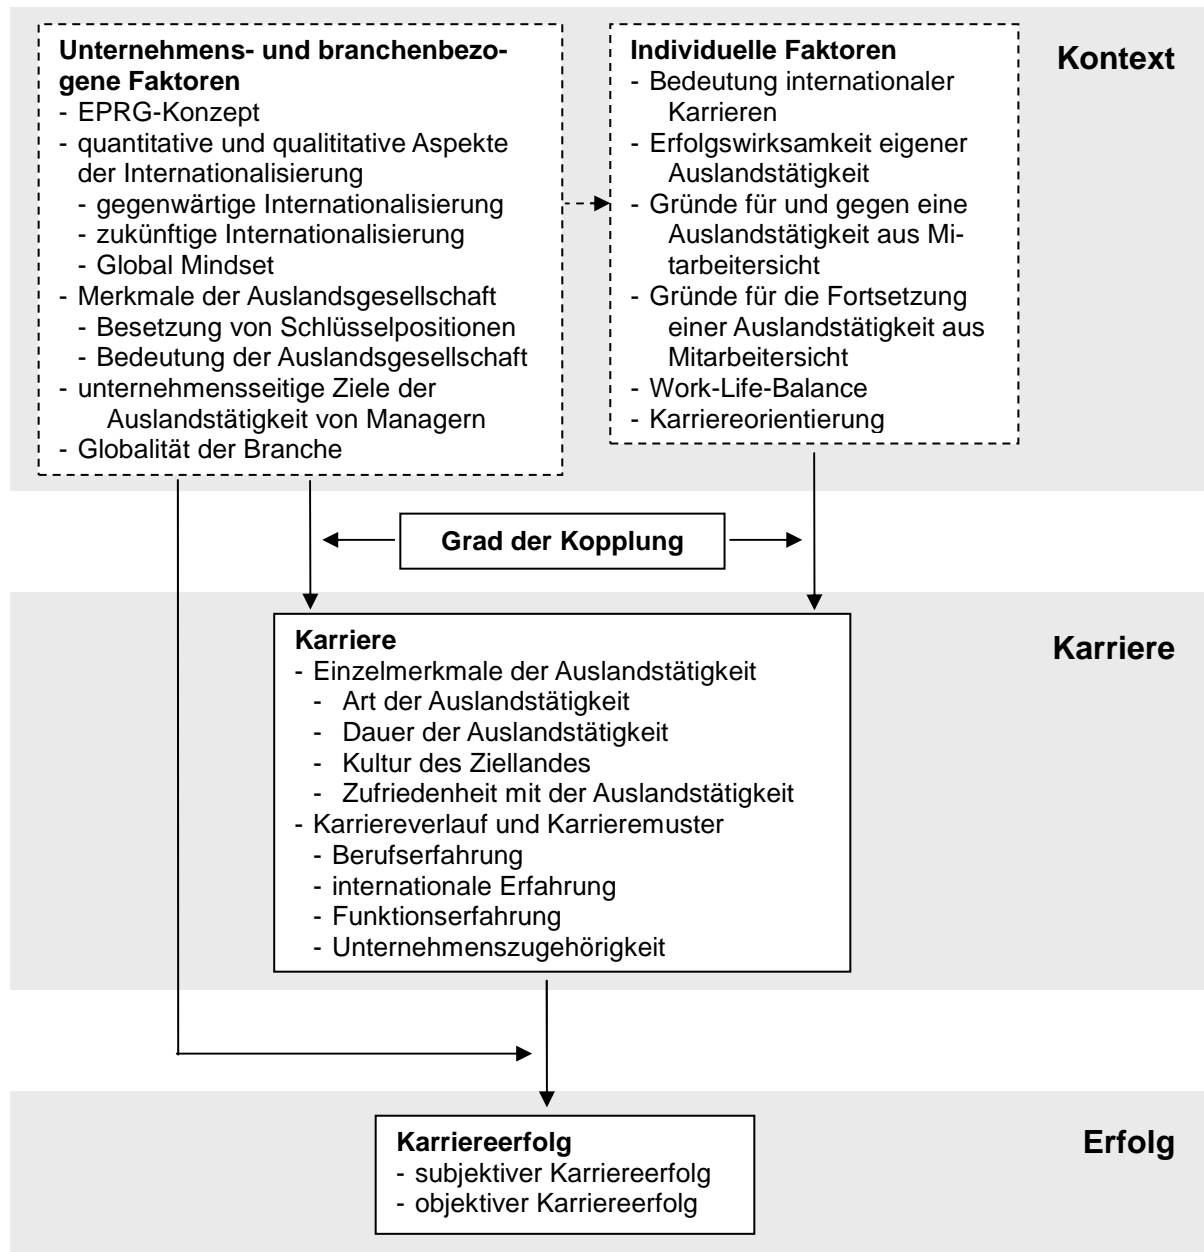 Kontext
Unternehmens- und branchenbezo-
gene Faktoren
- EPRG-Konzept
- quantitative und qualititative Aspekte
der Internationalisierung
- gegenwärtige Internationalisierung
- zukünftige Internationalisierung
- Global Mindset
- Merkmale der Auslandsgesellschaft
- Besetzung von Schlüsselpositionen
- Bedeutung der Auslandsgesellschaft
- unternehmensseitige Ziele der
Auslandstätigkeit von Managern
- Globalität der Branche
Individuelle Faktoren
- Bedeutung internationaler
Karrieren
- Erfolgswirksamkeit eigener
Auslandstätigkeit
- Gründe für und gegen eine
Auslandstätigkeit aus Mi-
tarbeitersicht
- Gründe für die Fortsetzung
einer Auslandstätigkeit aus
Mitarbeitersicht
- Work-Life-Balance
- Karriereorientierung
Grad der Kopplung
Karriere
Karriere
- Einzelmerkmale der Auslandstätigkeit
- Art der Auslandstätigkeit
- Dauer der Auslandstätigkeit
- Kultur des Ziellandes
- Zufriedenheit mit der Auslandstätigkeit
- Karriereverlauf und Karrieremuster
- Berufserfahrung
- internationale Erfahrung
- Funktionserfahrung
- Unternehmenszugehörigkeit
Erfolg
Karriereerfolg
- subjektiver Karriereerfolg
- objektiver Karriereerfolg